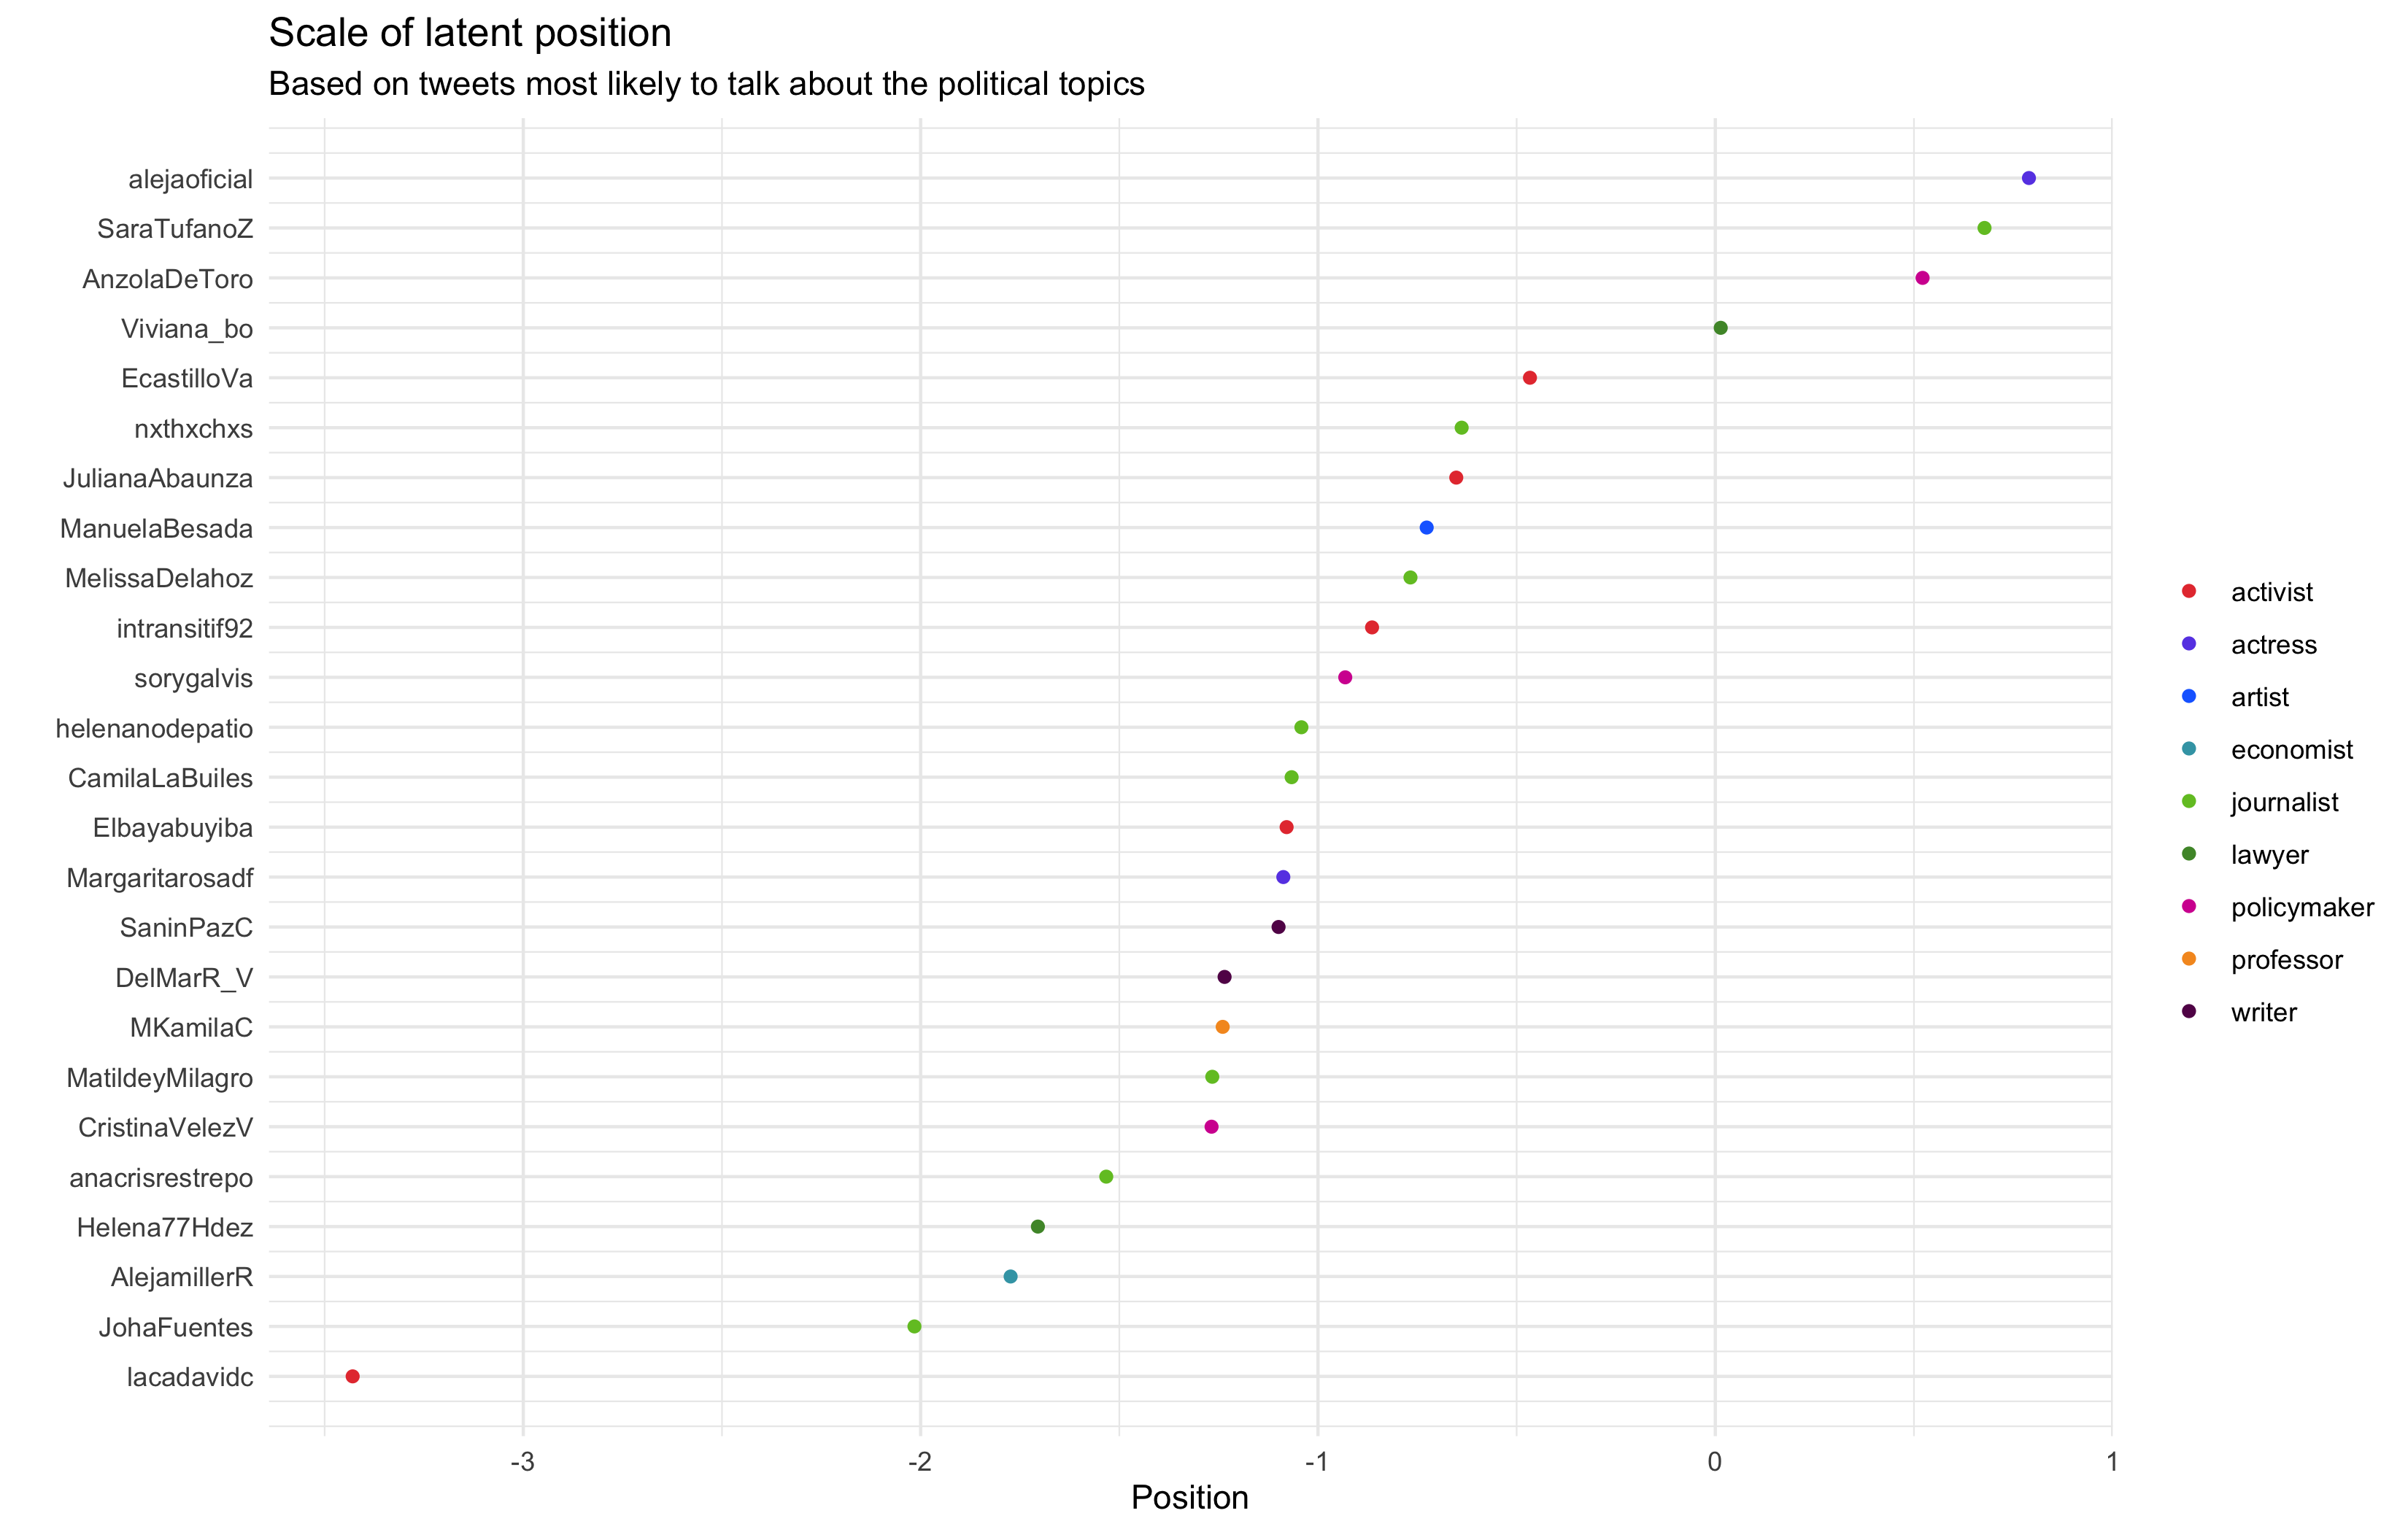 Scale of latent position
Based on tweets most likely to talk about the political topics
alejaoficial
SaraTufanoZ
AnzolaDeToro
Viviana_bo
EcastilloVa
nxthxchxs
JulianaAbaunza
ManuelaBesada
MelissaDelahoz
intransitif92
sorygalvis
helenanodepatio
CamilaLaBuiles
Elbayabuyiba
Margaritarosadf
SaninPazC
DelMarR_V
MKamilaC
MatildeyMilagro
CristinaVelezV
anacrisrestrepo
Helena77Hdez
AlejamillerR
JohaFuentes
lacadavidc
-3 -2 -1 0 1
Position
activist
actress
artist
economist
journalist
lawyer
policymaker
professor
writer